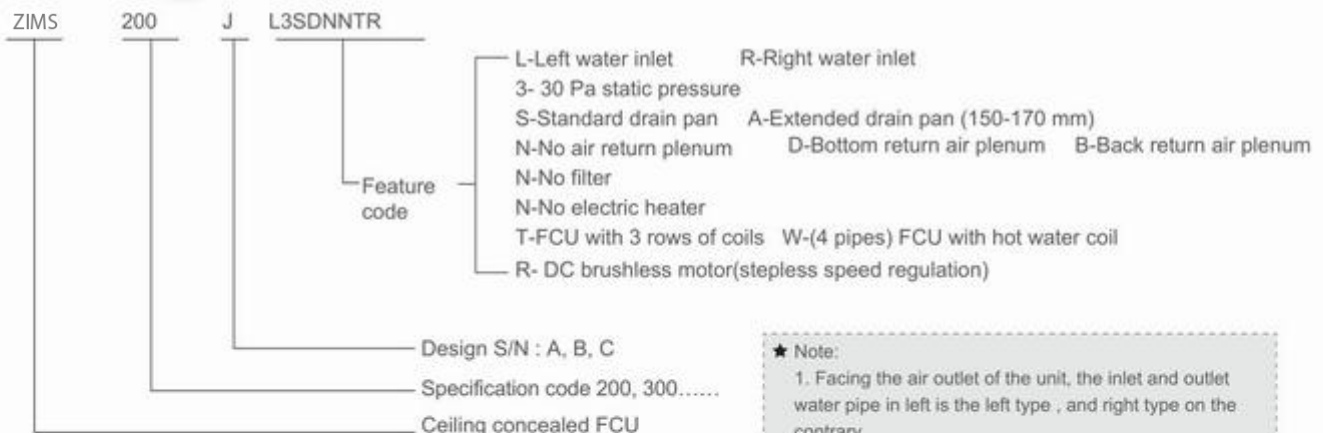 ZIMS 200 J L3SDNNTR
L-Left water inlet R-Right water inlet
3- 30 Pa static pressure
S-Standard drain pan A-Extended drain pan (150-170 mm)
N-No air return plenum D-Bottom return air plenum B-Back return air plenum
N-No filter
Feature
code
N-No electric heater
T-FCU with 3 rows of coils W-(4 pipes) FCU with hot water coil
R- DC brushless motor(stepless speed regulation)
Design S/N : A, B, C
Specification code 200, 300......
Ceiling concealed FCU
★ Note:
1. Facing the air outlet of the unit, the inlet and outlet
water pipe in left is the left type , and right type on the
contrary